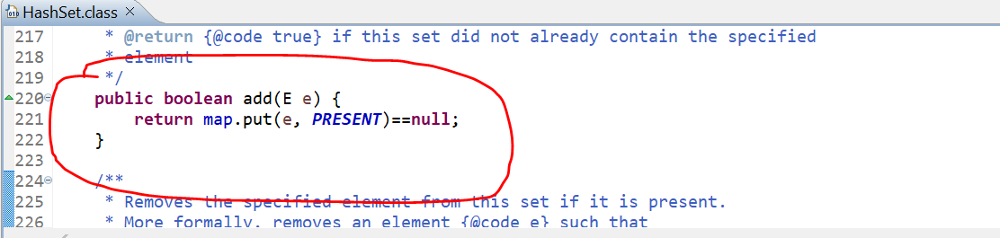 HashSet.class
217 * @return {@code true} if this set did not already contain the specified
218 * element
219 */
220 public boolean add(E e) {
221 return map.put(e, PRESENT)==null;
222 }
223
224 /**
225 * Removes the specified element from this set if it is present.
226 * More formally, removes an element {@code e} such that